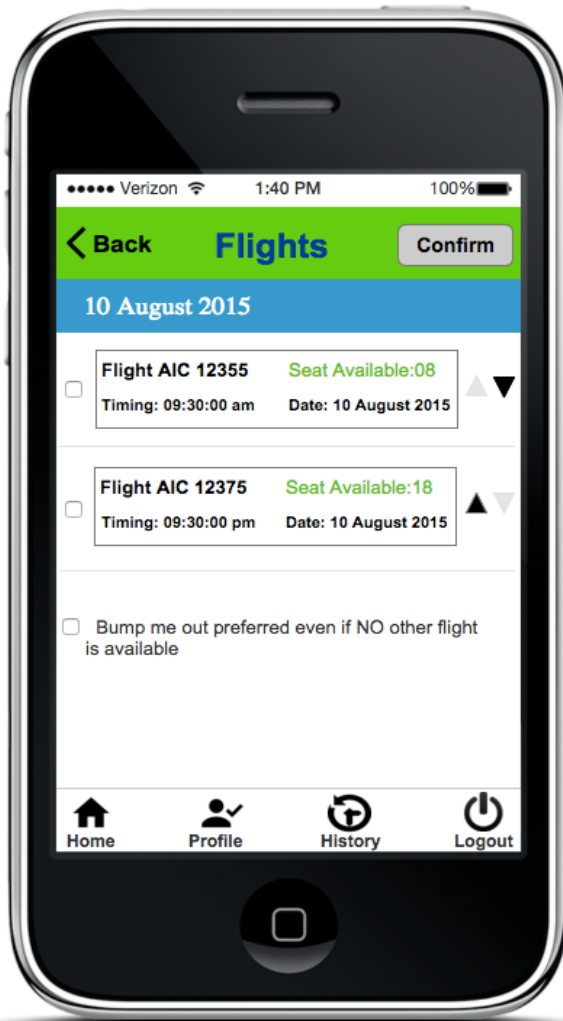 Verizon 1:40 PM 100%
Back Flights Confirm
10 August 2015
Flight AIC 12355 Seat Available:08
Timing: 09:30:00 am Date: 10 August 2015
Flight AIC 12375 Seat Available:18
Timing: 09:30:00 pm Date: 10 August 2015
Bump me out preferred even if NO other flight
is available
Home Profile History Logout